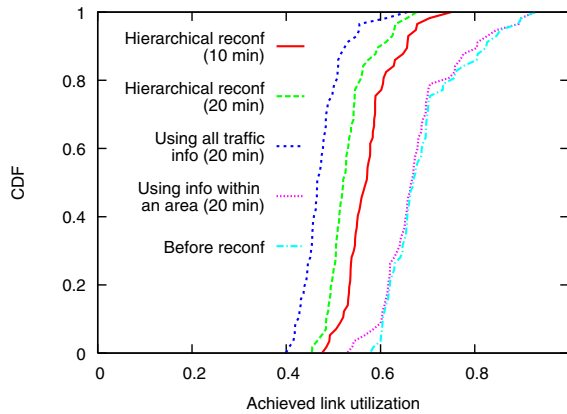 1
0.8
0.6
0.4
0.2
0
CDF
Hierarchical reconf
(10 min)
Hierarchical reconf
(20 min)
Using all traffic
info (20 min)
Using info within
an area (20 min)
Before reconf
0 0.2 0.4 0.6 0.8
Achieved link utilization